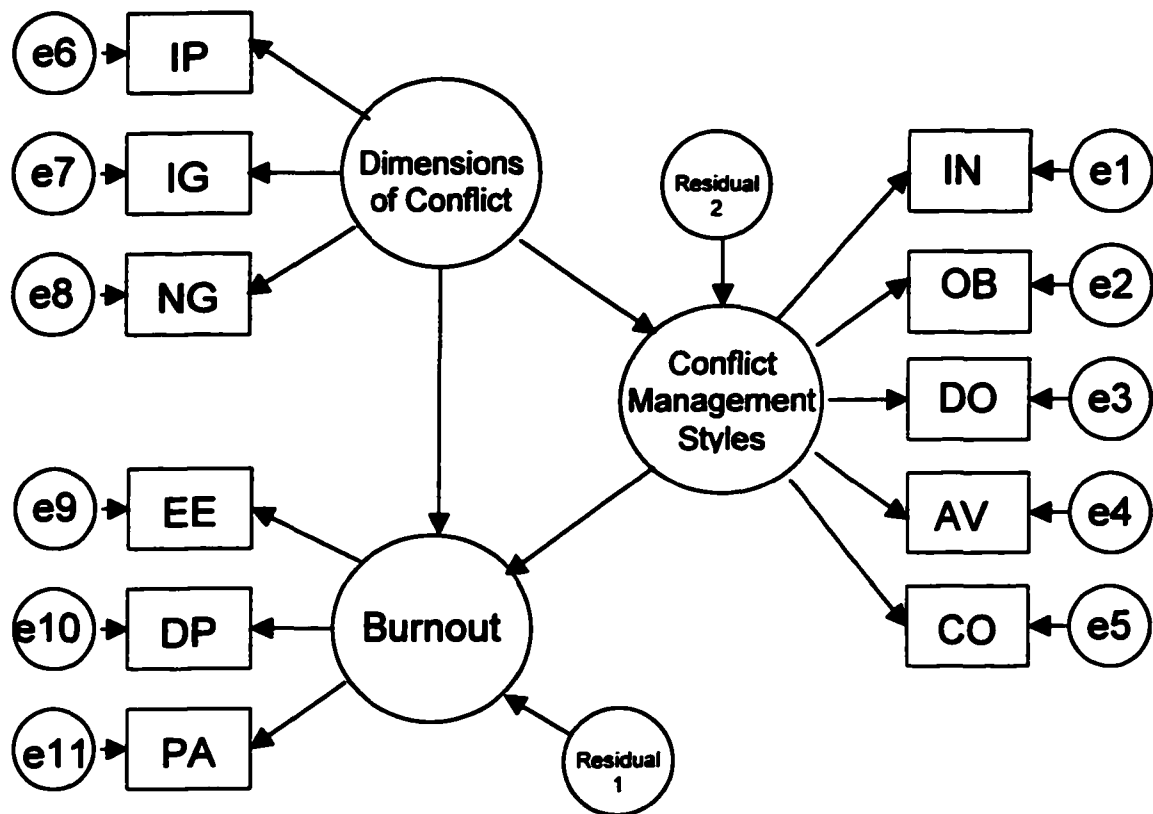 e6
IP
e7
IG
e8
NG
Dimensions
of Conflict
Residual
2
IN
e1
OB
e2
DO
e3
AV
e4
CO
e5
Conflict
Management
Styles
e9
EE
e10
DP
e11
PA
Burnout
Residual
1